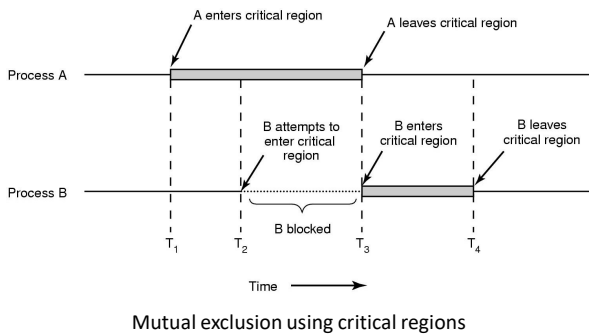 A enters critical region
A leaves critical region
Process A
B attempts to
enter critical
region
B enters
critical region
B leaves
critical region
Process B
B blocked
T1
T2
T3
T4
Time
Mutual exclusion using critical regions